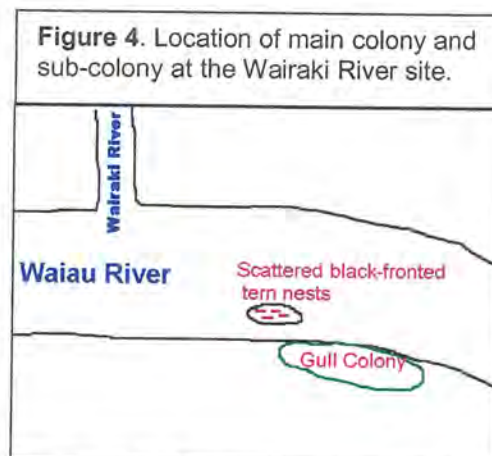 Figure 4. Location of main colony and
sub-colony at the Wairaki River site.
Wairaki River
Waiau River
Scattered black-fronted
tern nests
Gull Colony